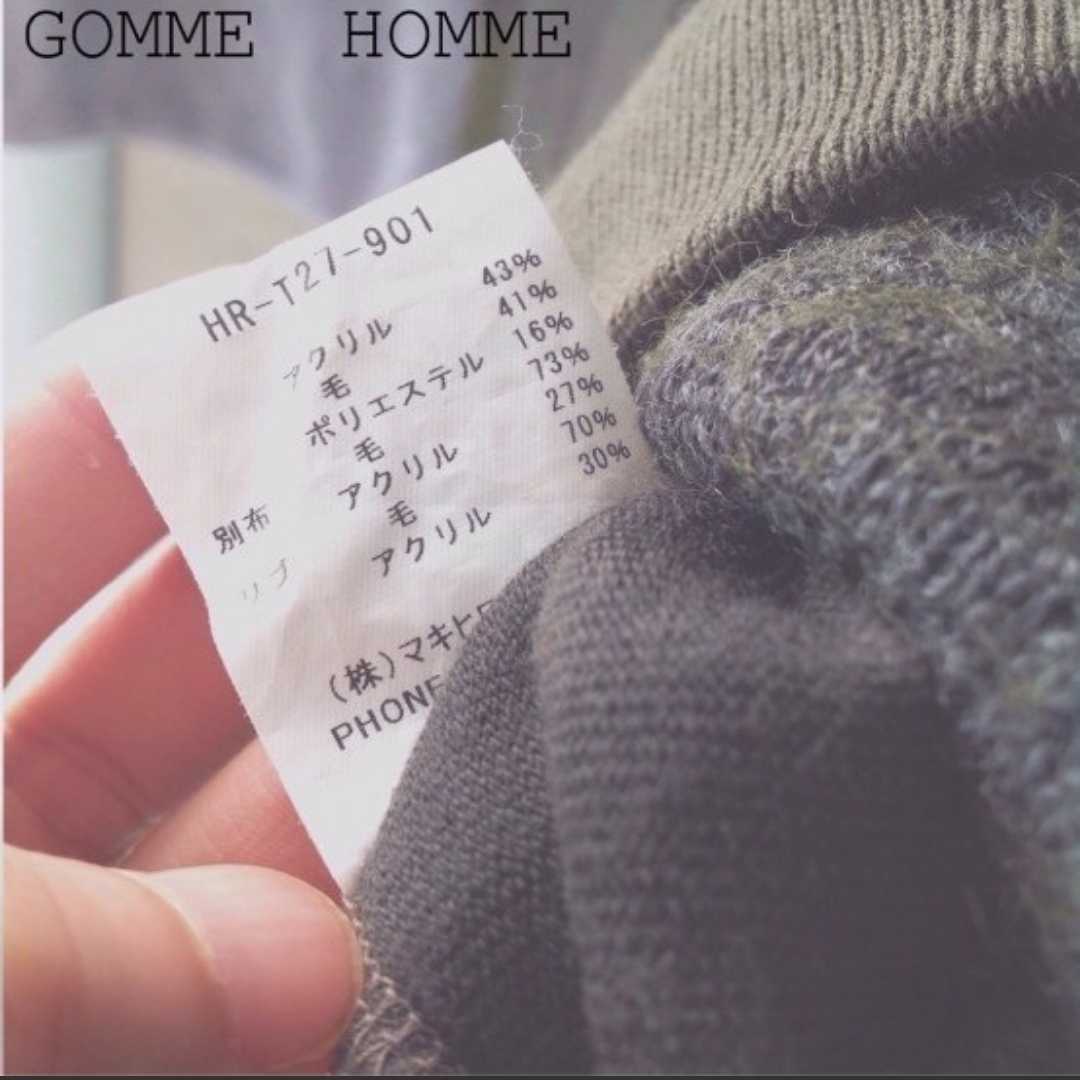 GOMME HOMME
HR-T27-901
アクリル 43%
毛 41%
ポリエステル 16%
別布 毛 73%
アクリル 27%
リブ 毛 70%
アクリル 30%
(株)マキト
PHONE